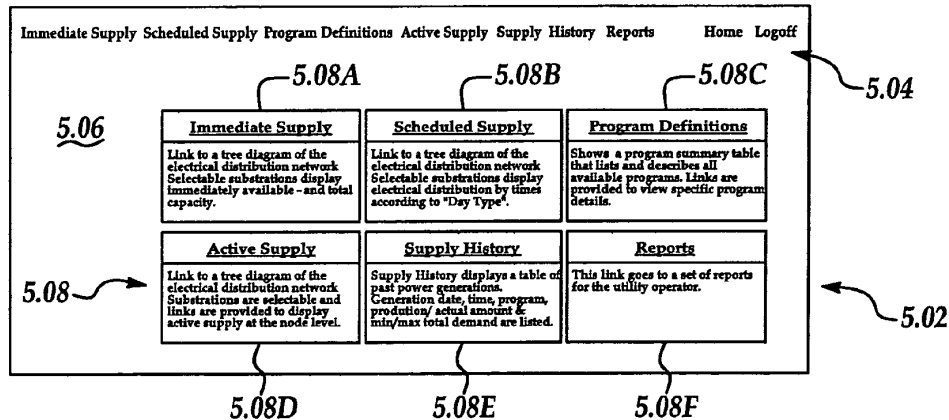 Immediate Supply Scheduled Supply Program Definitions Active Supply Supply History Reports Home Logoff
5.04
5.08A
5.08B
5.08C
5.06
Immediate Supply
Link to a tree diagram of the
electrical distribution network
Selectable substrations display
immediately available - and total
capacity.
Scheduled Supply
Link to a tree diagram of the
electrical distribution network
Selectable substrations display
electrical distribution by times
according to "Day Type".
Program Definitions
Shows a program summary table
that lists and describes all
available programs. Links are
provided to view specific program
details.
5.08
Active Supply
Link to a tree diagram of the
electrical distribution network
Substrations are selectable and
links are provided to display
active supply at the node level.
Supply History
Supply History displays a table of
past power generations.
Generation date, time, program,
prodution/ actual amount &
min/max total demand are listed.
Reports
This link goes to a set of reports
for the utility operator.
5.02
5.08D
5.08E
5.08F